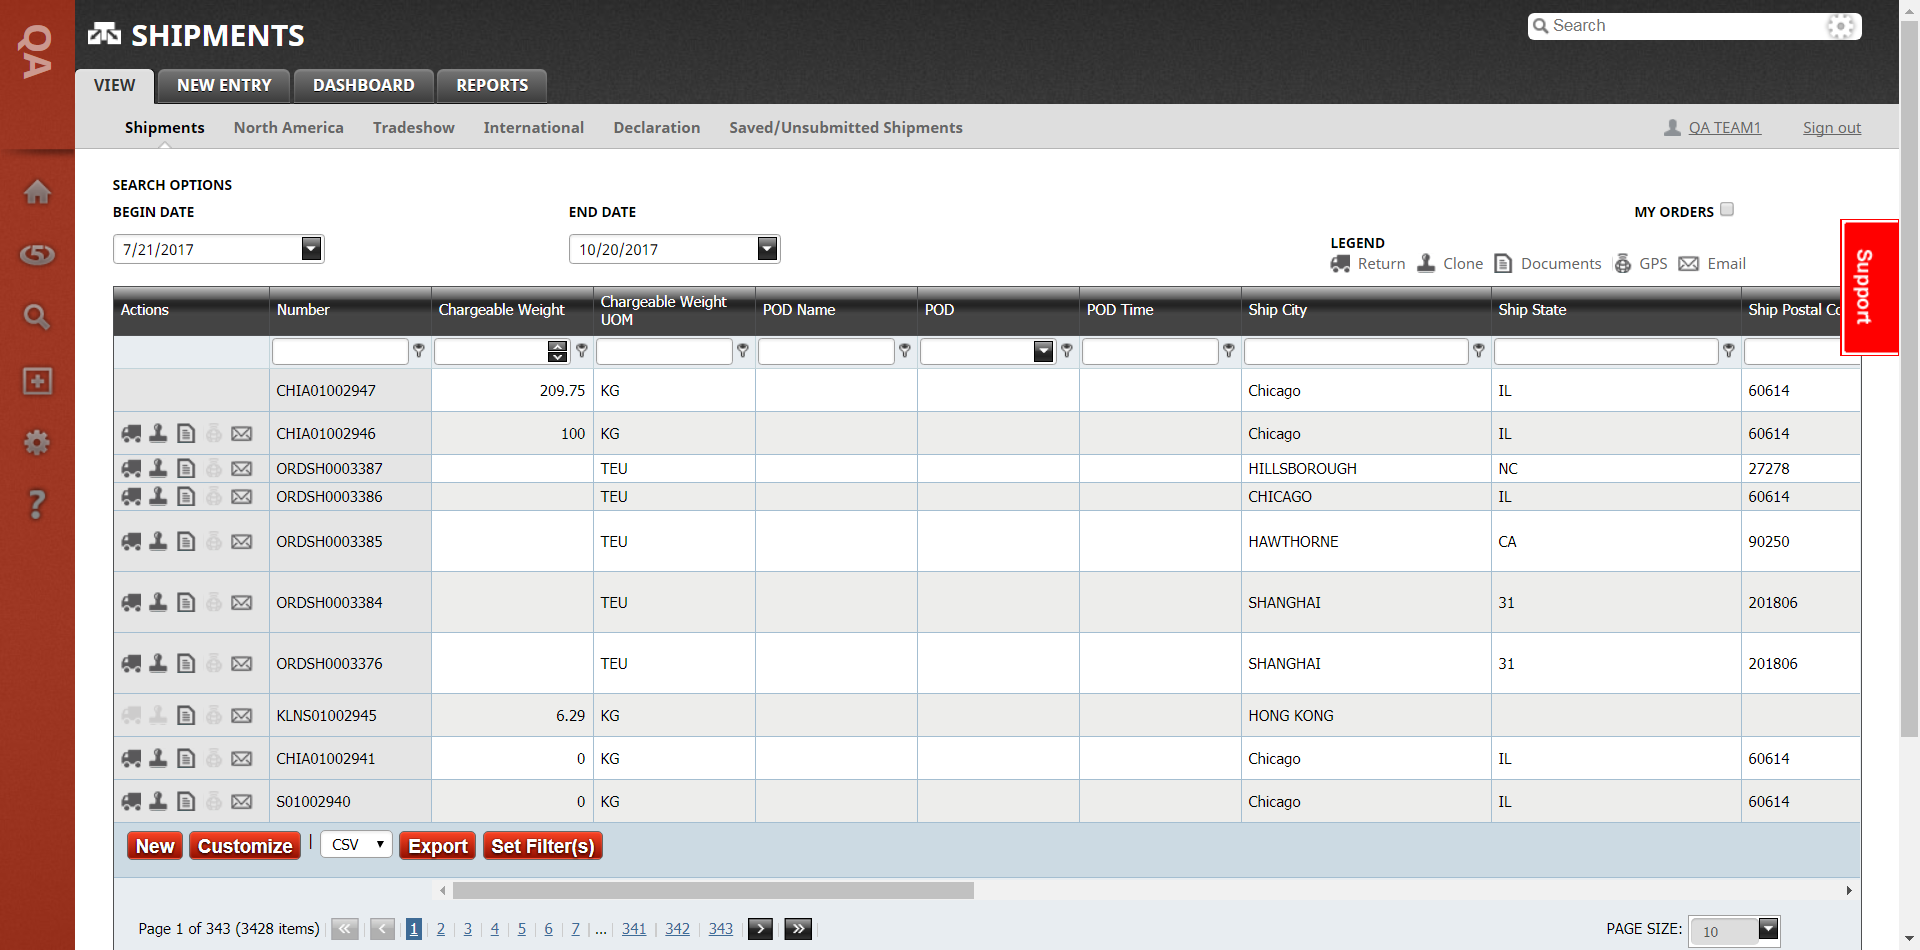 QA
SHIPMENTS
Search
VIEW NEW ENTRY DASHBOARD REPORTS
Shipments North America Tradeshow International Declaration Saved/Unsubmitted Shipments QA TEAM1 Sign out
SEARCH OPTIONS
BEGIN DATE END DATE MY ORDERS
7/21/2017 10/20/2017
LEGEND
Return Clone Documents GPS Email
Support
Actions Number Chargeable Weight Chargeable Weight UOM POD Name POD POD Time Ship City Ship State Ship Postal Co
CHIA01002947 209.75 KG Chicago IL 60614
CHIA01002946 100 KG Chicago IL 60614
ORDSH0003387 TEU HILLSBOROUGH NC 27278
ORDSH0003386 TEU CHICAGO IL 60614
ORDSH0003385 TEU HAWTHORNE CA 90250
ORDSH0003384 TEU SHANGHAI 31 201806
ORDSH0003376 TEU SHANGHAI 31 201806
KLNS01002945 6.29 KG HONG KONG
CHIA01002941 0 KG Chicago IL 60614
S01002940 0 KG Chicago IL 60614
New Customize | CSV Export Set Filter(s)
Page 1 of 343 (3428 items) 1 2 3 4 5 6 7 ... 341 342 343 PAGE SIZE: 10